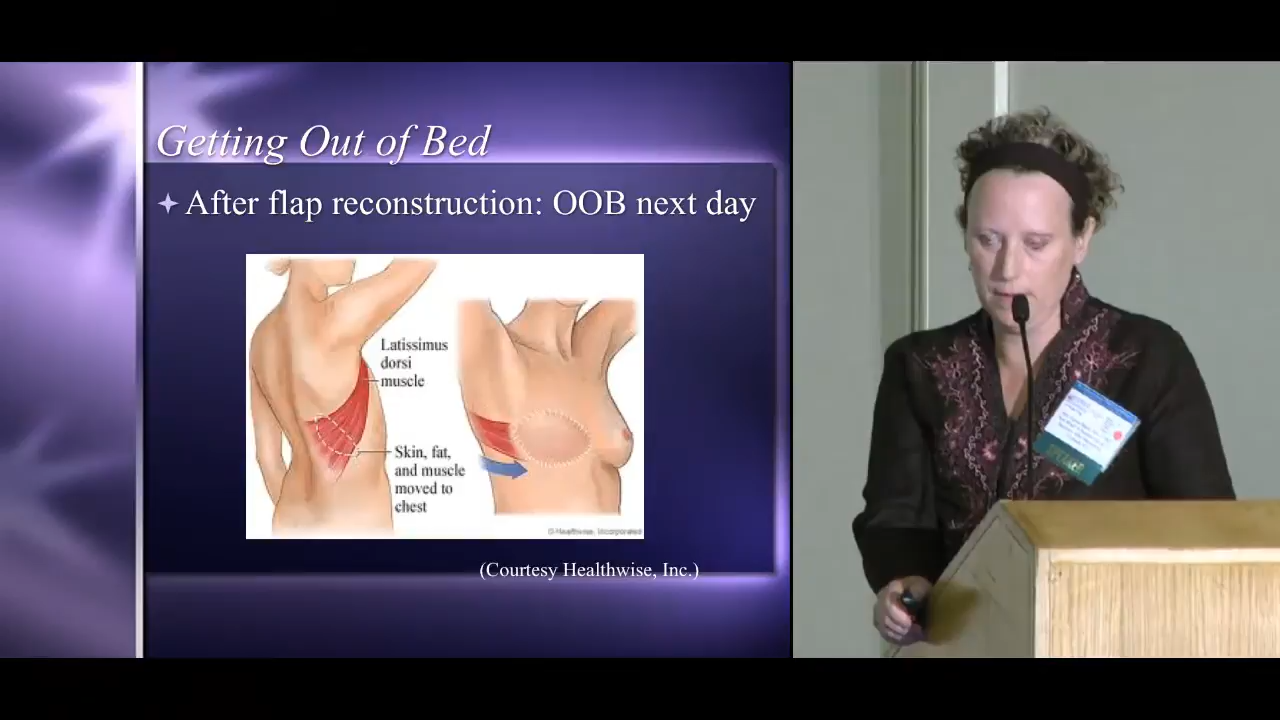 Getting Out of Bed
After flap reconstruction: OOB next day
Latissimus
dorsi
muscle
Skin, fat,
and muscle
moved to
chest
© Healthwise, Incorporated
(Courtesy Healthwise, Inc.)
SPEAKER